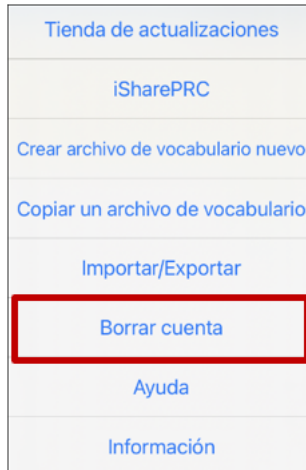 Tienda de actualizaciones
iSharePRC
Crear archivo de vocabulario nuevo
Copiar un archivo de vocabulario
Importar/Exportar
Borrar cuenta
Ayuda
Información